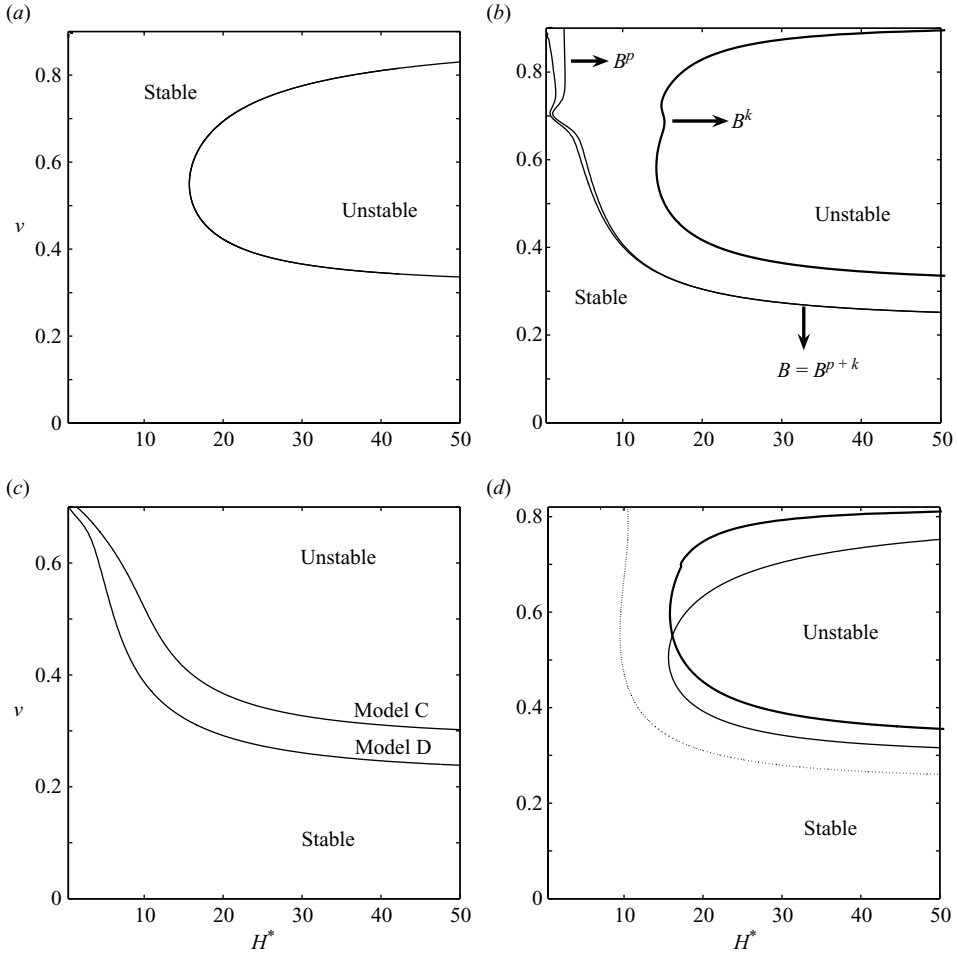 (a)
0.8
0.6
ν
0.4
0.2
0
10
20
30
40
50
Stable
Unstable
(b)
0.8
0.6
0.4
0.2
0
10
20
30
40
50
B^p
B^k
Unstable
Stable
B = B^{p + k}
(c)
0.6
ν
0.4
0.2
0
10
20
30
40
50
H*
Unstable
Model C
Model D
Stable
(d)
0.8
0.6
0.4
0.2
0
10
20
30
40
50
H*
Unstable
Stable